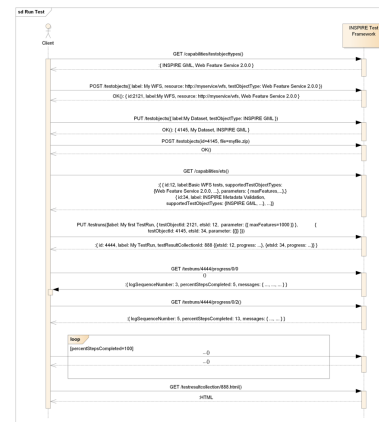 sd Run Test
Client
INSPIRE Test
Framework
GET /capabilities/testobjecttypes()
:{ INSPIRE GML, Web Feature Service 2.0.0 }
POST /testobjects({ label: My WFS, resource: http://myservice/wfs, testObjectType: Web Feature Service 2.0.0 })
OK(): { id:2121, label:My WFS, resource: http://myservice/wfs, Web Feature Service 2.0.0 }
PUT /testobjects(label:My Dataset, testObjectType: INSPIRE GML })
OK(): { 4145, My Dataset, INSPIRE GML }
POST /testobjects(id=4145, file=myfile.zip)
OK()
GET /capabilities/ets()
:{ { id:12, label:Basic WFS tests, supportedTestObjectTypes:
{Web Feature Service 2.0.0, ...}, parameters: { maxFeatures...},}
{ id:34, label: INSPIRE Metadata Validation,
supportedTestObjectTypes: {INSPIRE GML, ...}, ...}}
PUT /testruns(label: My first TestRun, { testObjectId: 2121, etsId: 12, parameter: {[ maxFeatures=1000 ]} }, {
testObjectId: 4145, etsId: 34, parameter: {[]} }})
:{ id: 4444, label: My TestRun, testResultCollectionId: 888 {{etsId: 12, progress: ...}, {etsId: 34, progress: ...}} }
GET /testruns/4444/progress/0/0
()
:{ logSequenceNumber: 3, percentStepsCompleted: 5, messages: { ..., ..., ... } }
GET /testruns/4444/progress/0/2()
:{ logSequenceNumber: 5, percentStepsCompleted: 13, messages: { ..., ... } }
loop
[percentStepsCompleted<100]
--()
--()
GET /testresultcollection/888.html()
:HTML